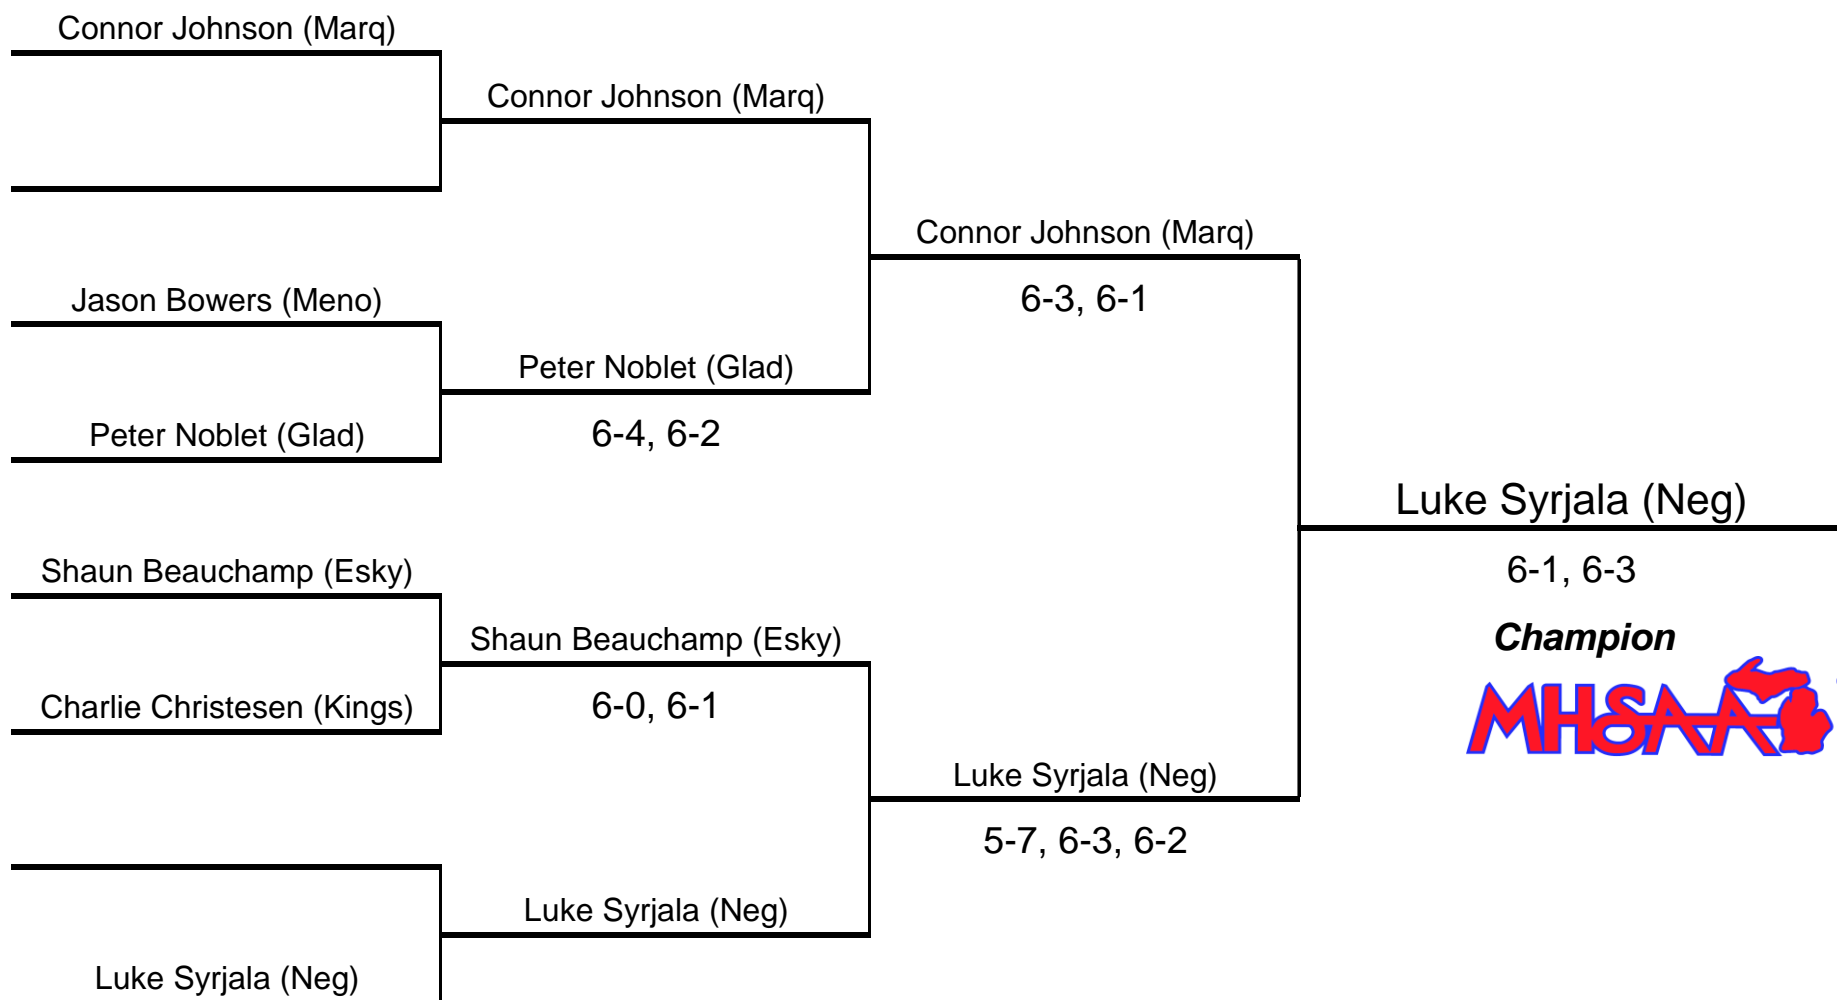 Connor Johnson (Marq)
Connor Johnson (Marq)
Connor Johnson (Marq)
6-3, 6-1
Jason Bowers (Meno)
Peter Noblet (Glad)
6-4, 6-2
Peter Noblet (Glad)
Luke Syrjala (Neg)
6-1, 6-3
Champion
MHSAA
Shaun Beauchamp (Esky)
Shaun Beauchamp (Esky)
6-0, 6-1
Charlie Christesen (Kings)
Luke Syrjala (Neg)
5-7, 6-3, 6-2
Luke Syrjala (Neg)
Luke Syrjala (Neg)